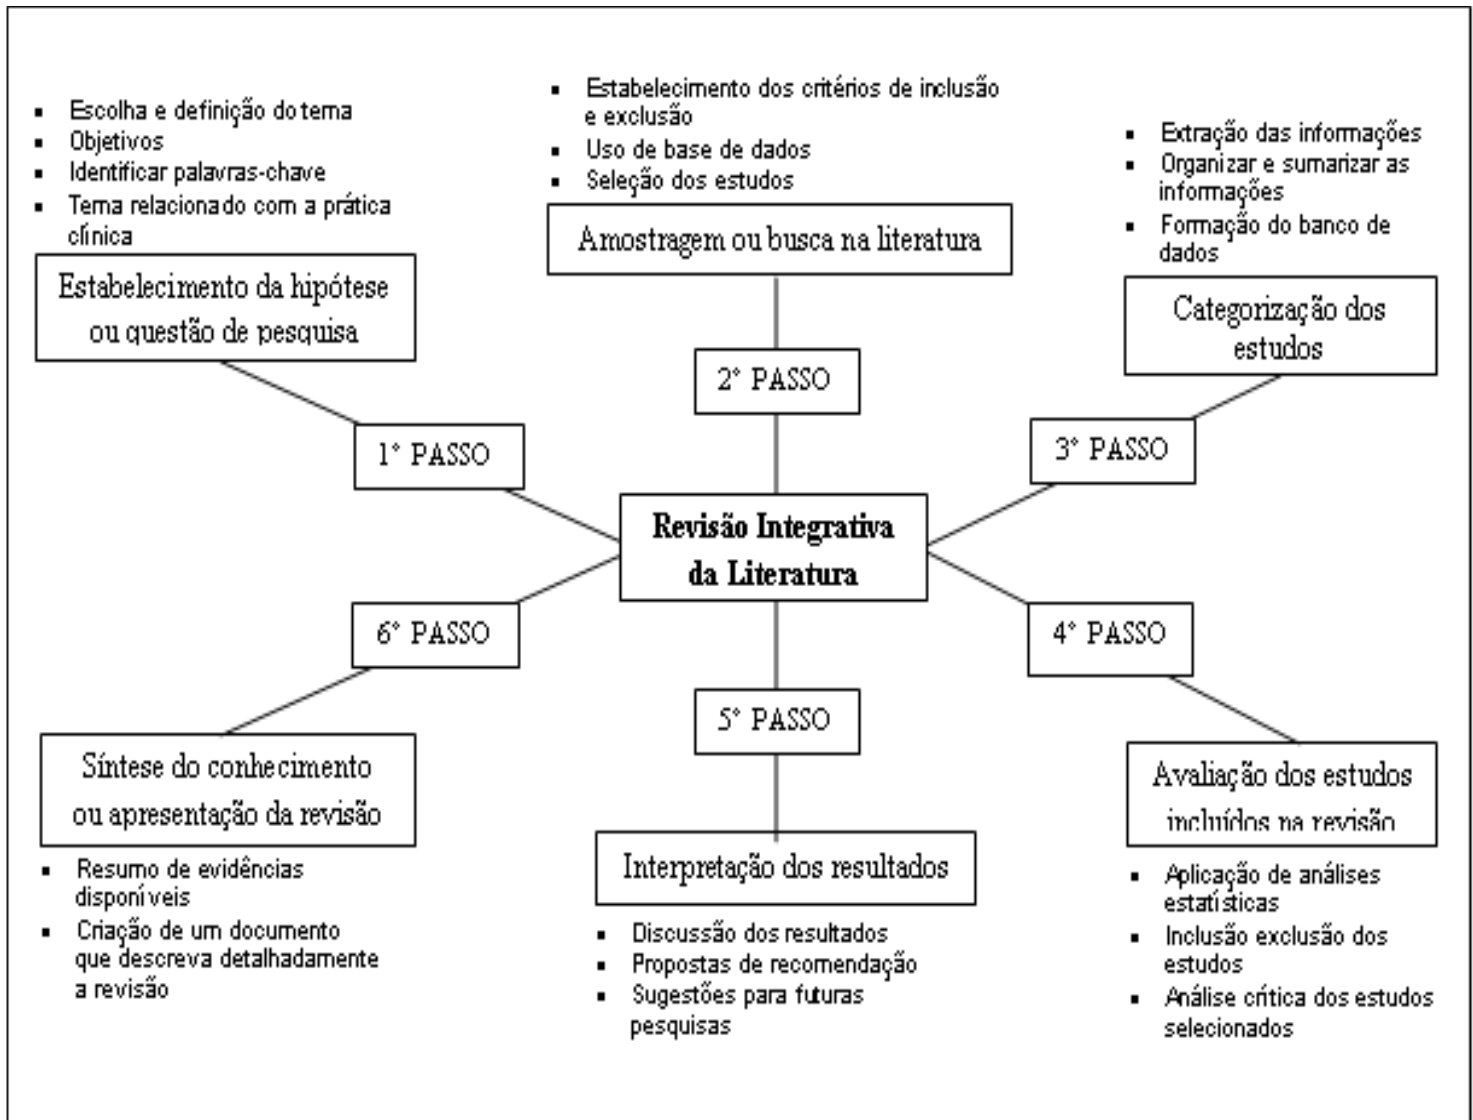 ▪ Escolha e definição do tema
▪ Objetivos
▪ Identificar palavras-chave
▪ Tema relacionado com a prática
clínica
Estabelecimento da hipótese
ou questão de pesquisa
1° PASSO
▪ Estabelecimento dos critérios de inclusão
e exclusão
▪ Uso de base de dados
▪ Seleção dos estudos
Amostragem ou busca na literatura
2° PASSO
▪ Extração das informações
▪ Organizar e sumarizar as
informações
▪ Formação do banco de
dados
Categorização dos
estudos
3° PASSO
Revisão Integrativa
da Literatura
4° PASSO
Avaliação dos estudos
incluídos na revisão
▪ Aplicação de análises
estatísticas
▪ Inclusão exclusão dos
estudos
▪ Análise crítica dos estudos
selecionados
5° PASSO
Interpretação dos resultados
▪ Discussão dos resultados
▪ Propostas de recomendação
▪ Sugestões para futuras
pesquisas
6° PASSO
Síntese do conhecimento
ou apresentação da revisão
▪ Resumo de evidências
disponíveis
▪ Criação de um documento
que descreva detalhadamente
a revisão